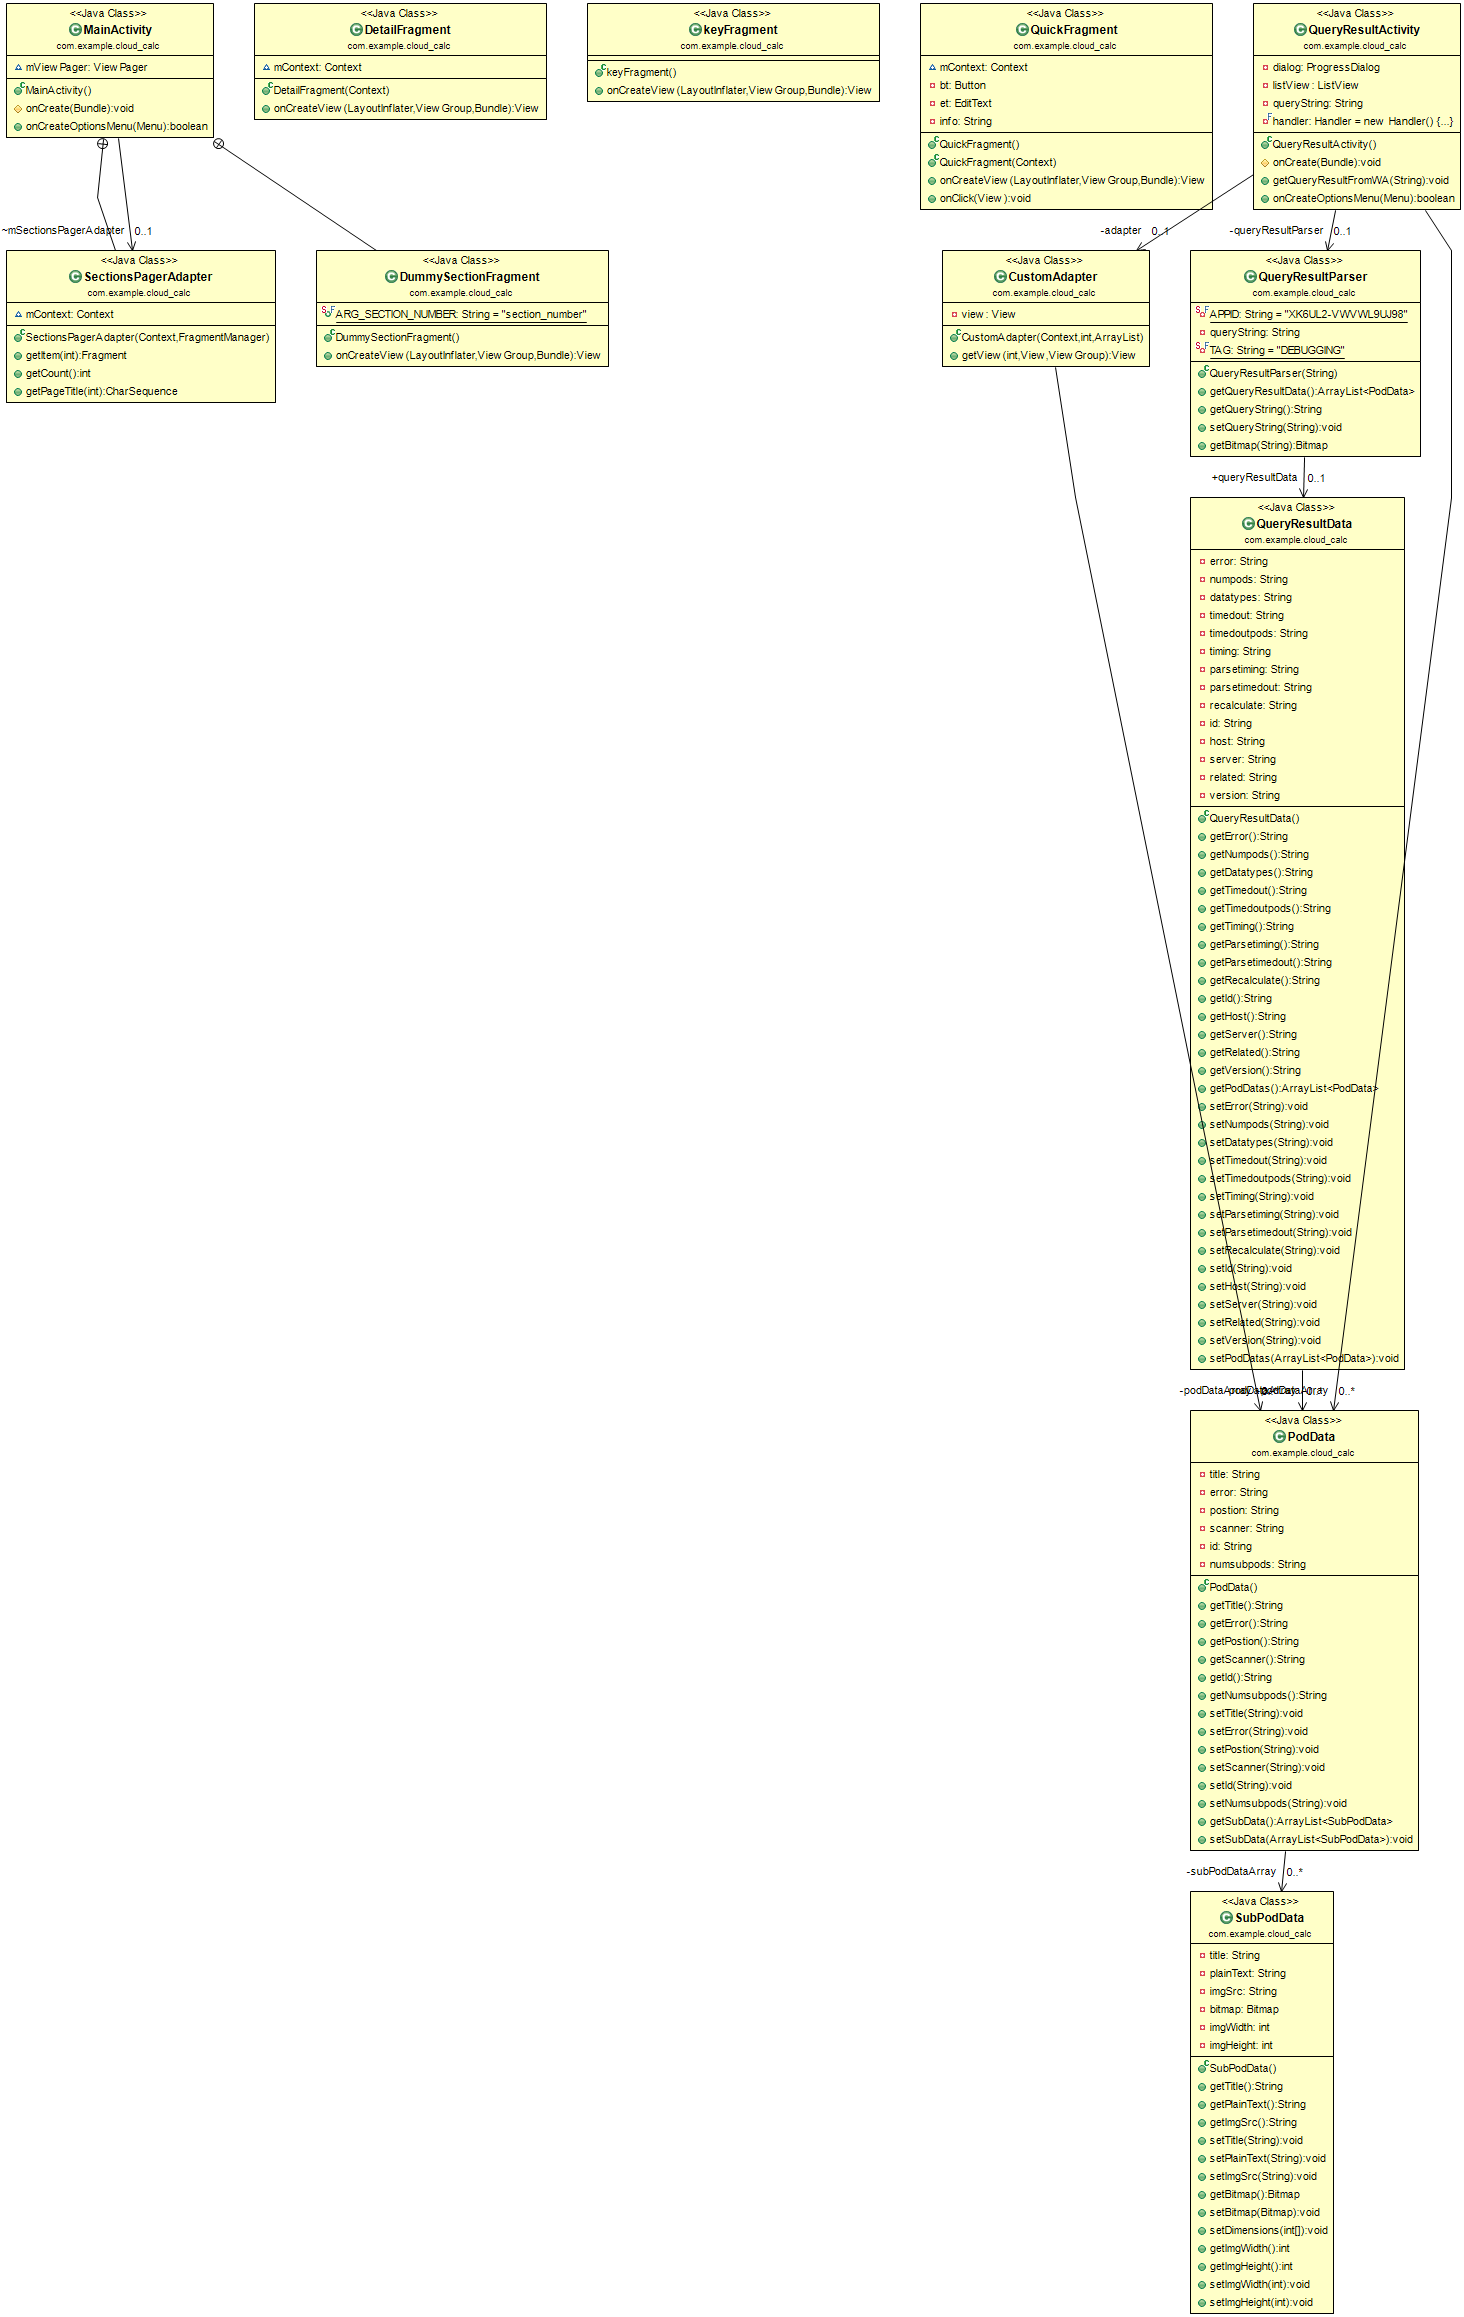 <<Java Class>>
MainActivity
com.example.cloud_calc
mViewPager: ViewPager
MainActivity()
onCreate(Bundle):void
onCreateOptionsMenu(Menu):boolean
<<Java Class>>
DetailFragment
com.example.cloud_calc
mContext: Context
DetailFragment(Context)
onCreateView(LayoutInflater,ViewGroup,Bundle):View
<<Java Class>>
keyFragment
com.example.cloud_calc
keyFragment()
onCreateView(LayoutInflater,ViewGroup,Bundle):View
<<Java Class>>
QuickFragment
com.example.cloud_calc
mContext: Context
bt: Button
et: EditText
info: String
QuickFragment()
QuickFragment(Context)
onCreateView(LayoutInflater,ViewGroup,Bundle):View
onClick(View):void
<<Java Class>>
QueryResultActivity
com.example.cloud_calc
dialog: ProgressDialog
listView: ListView
queryString: String
handler: Handler = new Handler() {...}
QueryResultActivity()
onCreate(Bundle):void
getQueryResultFromWA(String):void
onCreateOptionsMenu(Menu):boolean
~mSectionsPagerAdapter 0..1
-adapter 0..1
-queryResultParser 0..1
<<Java Class>>
SectionsPagerAdapter
com.example.cloud_calc
mContext: Context
SectionsPagerAdapter(Context,FragmentManager)
getItem(int):Fragment
getCount():int
getPageTitle(int):CharSequence
<<Java Class>>
DummySectionFragment
com.example.cloud_calc
ARG_SECTION_NUMBER: String = "section_number"
DummySectionFragment()
onCreateView(LayoutInflater,ViewGroup,Bundle):View
<<Java Class>>
CustomAdapter
com.example.cloud_calc
view: View
CustomAdapter(Context,int,ArrayList)
getView(int,View,ViewGroup):View
<<Java Class>>
QueryResultParser
com.example.cloud_calc
APPID: String = "XK6UL2-VWVWL9UJ98"
queryString: String
TAG: String = "DEBUGGING"
QueryResultParser(String)
getQueryResultData():ArrayList<PodData>
getQueryString():String
setQueryString(String):void
getBitmap(String):Bitmap
+queryResultData 0..1
<<Java Class>>
QueryResultData
com.example.cloud_calc
error: String
numpods: String
datatypes: String
timedout: String
timedoutpods: String
timing: String
parsetiming: String
parsetimedout: String
recalculate: String
id: String
host: String
server: String
related: String
version: String
QueryResultData()
getError():String
getNumpods():String
getDatatypes():String
getTimedout():String
getTimedoutpods():String
getTiming():String
getParsetiming():String
getParsetimedout():String
getRecalculate():String
getId():String
getHost():String
getServer():String
getRelated():String
getVersion():String
getPodDatas():ArrayList<PodData>
setError(String):void
setNumpods(String):void
setDatatypes(String):void
setTimedout(String):void
setTimedoutpods(String):void
setTiming(String):void
setParsetiming(String):void
setParsetimedout(String):void
setRecalculate(String):void
setId(String):void
setHost(String):void
setServer(String):void
setRelated(String):void
setVersion(String):void
setPodDatas(ArrayList<PodData>):void
-podDataArray 0..*
<<Java Class>>
PodData
com.example.cloud_calc
title: String
error: String
postion: String
scanner: String
id: String
numsubpods: String
PodData()
getTitle():String
getError():String
getPostion():String
getScanner():String
getId():String
getNumsubpods():String
setTitle(String):void
setError(String):void
setPostion(String):void
setScanner(String):void
setId(String):void
setNumsubpods(String):void
getSubData():ArrayList<SubPodData>
setSubData(ArrayList<SubPodData>):void
-subPodDataArray 0..*
<<Java Class>>
SubPodData
com.example.cloud_calc
title: String
plainText: String
imgSrc: String
bitmap: Bitmap
imgWidth: int
imgHeight: int
SubPodData()
getTitle():String
getPlainText():String
getImgSrc():String
setTitle(String):void
setPlainText(String):void
setImgSrc(String):void
getBitmap():Bitmap
setBitmap(Bitmap):void
setDimensions(int[]):void
getImgWidth():int
getImgHeight():int
setImgWidth(int):void
setImgHeight(int):void